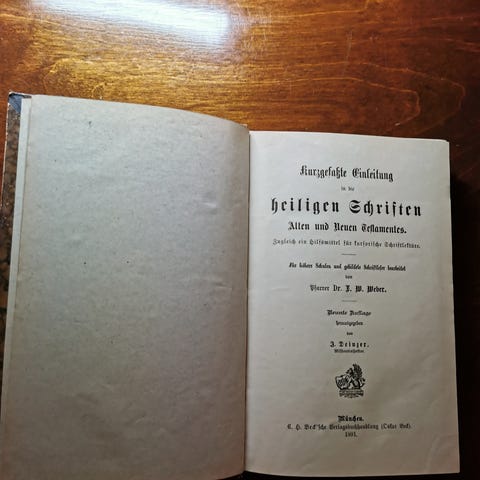 Kurzgefaßte Einleitung
in die
heiligen Schriften
Alten und Neuen Testamentes.
Zugleich ein Hilfsmittel für kursorische Schriftlektüre.
Für höhere Schulen und gebildete Schriftleser bearbeitet
von
Pfarrer Dr. F. W. Weber.
Neunte Auflage
herausgegeben
von
J. Deinzer,
Missionsinspektor.
München.
C. H. Beck'sche Verlagsbuchhandlung (Oskar Beck).